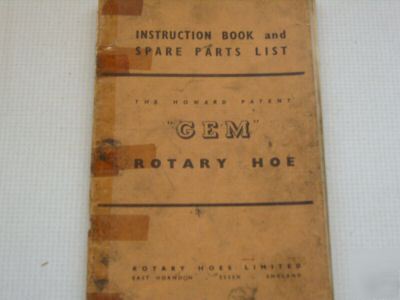 INSTRUCTION BOOK and
SPARE PARTS LIST
THE HOWARD PATENT
"GEM"
ROTARY HOE
ROTARY HOES LIMITED
EAST HORNDON . ESSEX . ENGLAND